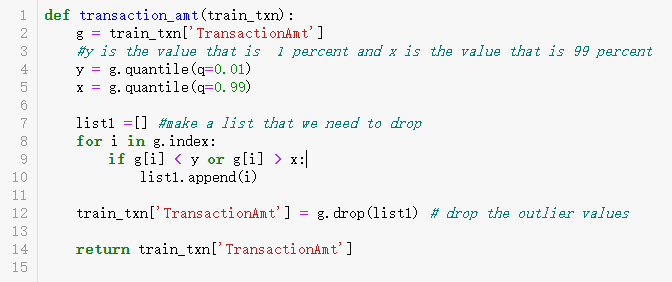 1 def transaction_amt(train_txn):
2 g = train_txn['TransactionAmt']
3 #y is the value that is 1 percent and x is the value that is 99 percent
4 y = g.quantile(q=0.01)
5 x = g.quantile(q=0.99)
6
7 list1 =[] #make a list that we need to drop
8 for i in g.index:
9 if g[i] < y or g[i] > x:
10 list1.append(i)
11
12 train_txn['TransactionAmt'] = g.drop(list1) # drop the outlier values
13
14 return train_txn['TransactionAmt']
15